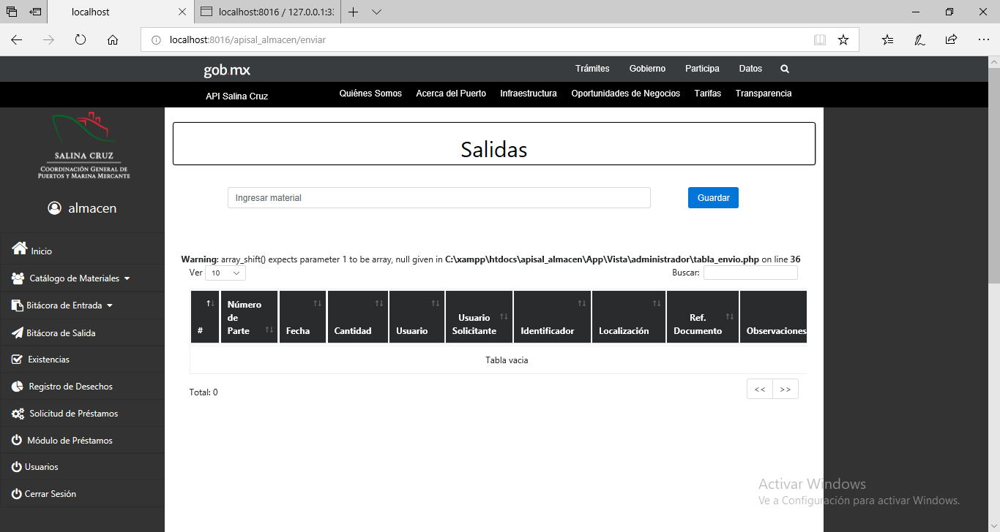 localhost
localhost:8016 / 127.0.0.1:33
localhost:8016/apisal_almacen/enviar
gob.mx
Trámites Gobierno Participa Datos
API Salina Cruz
Quiénes Somos Acerca del Puerto Infraestructura Oportunidades de Negocios Tarifas Transparencia
SALINA CRUZ
COORDINACIÓN GENERAL DE
PUERTOS Y MARINA MERCANTE
almacen
Inicio
Catálogo de Materiales
Bitácora de Entrada
Bitácora de Salida
Existencias
Registro de Desechos
Solicitud de Préstamos
Módulo de Préstamos
Usuarios
Cerrar Sesión
Salidas
Ingresar material
Guardar
Warning: array_shift() expects parameter 1 to be array, null given in C:\xampp\htdocs\apisal_almacen\App\Vista\administrador\tabla_envio.php on line 36
Ver 10 Buscar:
#
Número
de
Parte
Fecha
Cantidad
Usuario
Usuario
Solicitante
Identificador
Localización
Ref.
Documento
Observaciones
Tabla vacia
Total: 0
<< >>
Activar Windows
Ve a Configuración para activar Windows.